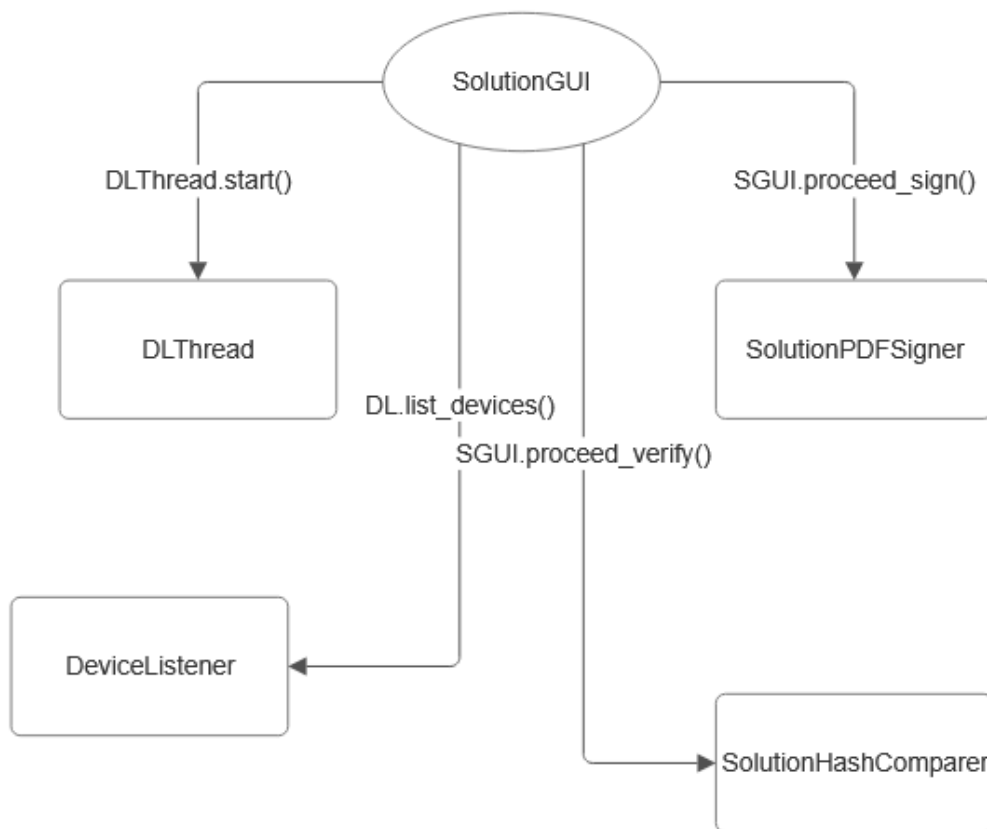 SolutionGUI
DLThread.start()
SGUI.proceed_sign()
DLThread
SolutionPDFSigner
DL.list_devices()
SGUI.proceed_verify()
DeviceListener
SolutionHashComparer